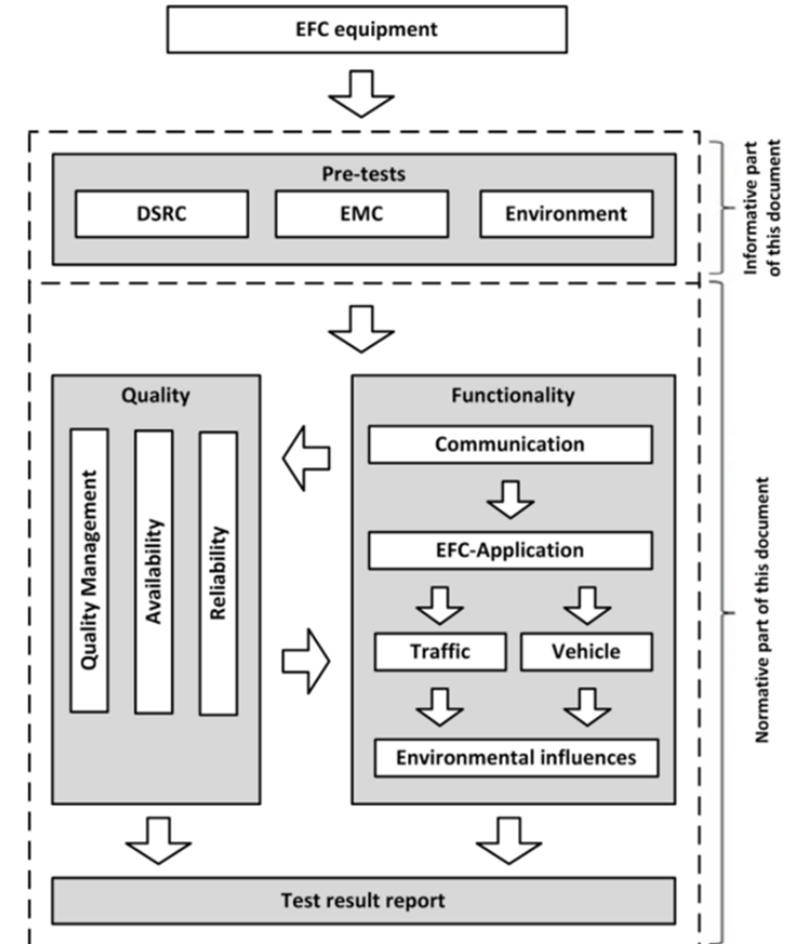 EFC equipment
Pre-tests
DSRC
EMC
Environment
Informative part
of this document
Quality
Quality Management
Availability
Reliability
Functionality
Communication
EFC-Application
Traffic
Vehicle
Environmental influences
Normative part of this document
Test result report